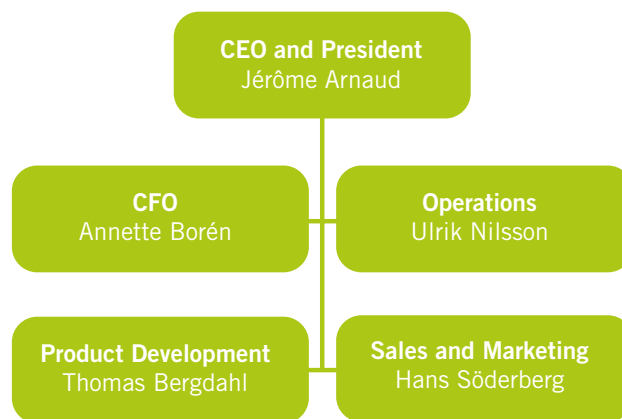 CEO and President
Jérôme Arnaud
CFO
Annette Borén
Operations
Ulrik Nilsson
Product Development
Thomas Bergdahl
Sales and Marketing
Hans Söderberg